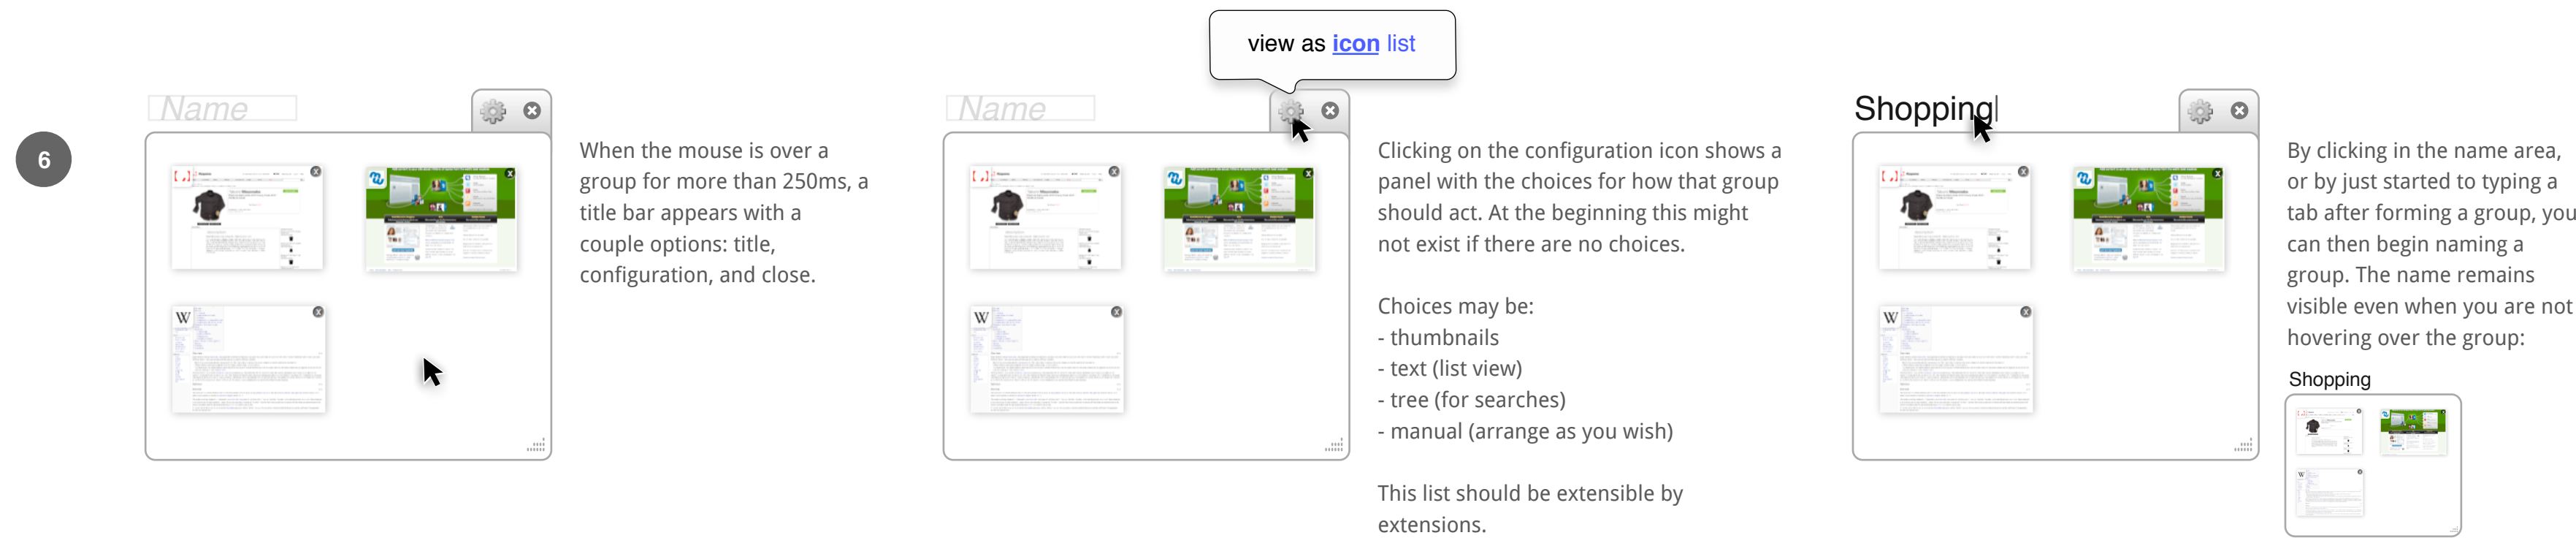 6
Name
When the mouse is over a
group for more than 250ms, a
title bar appears with a
couple options: title,
configuration, and close.
view as icon list
Name
Clicking on the configuration icon shows a
panel with the choices for how that group
should act. At the beginning this might
not exist if there are no choices.
Choices may be:
- thumbnails
- text (list view)
- tree (for searches)
- manual (arrange as you wish)
This list should be extensible by
extensions.
Shopping
By clicking in the name area,
or by just started to typing a
tab after forming a group, you
can then begin naming a
group. The name remains
visible even when you are not
hovering over the group:
Shopping